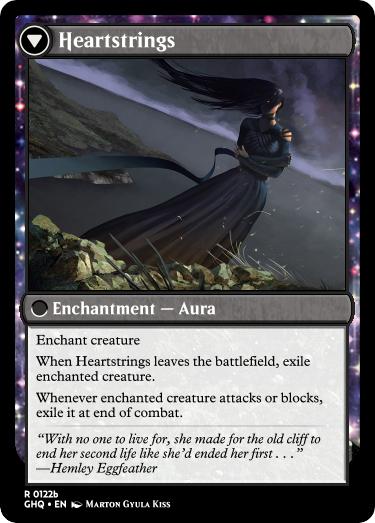 Heartstrings
Enchantment — Aura
Enchant creature
When Heartstrings leaves the battlefield, exile
enchanted creature.
Whenever enchanted creature attacks or blocks,
exile it at end of combat.
“With no one to live for, she made for the old cliff to
end her second life like she’d ended her first . . .”
—Hemley Eggfeather
R 0122b
GHQ • EN Marton Gyula Kiss